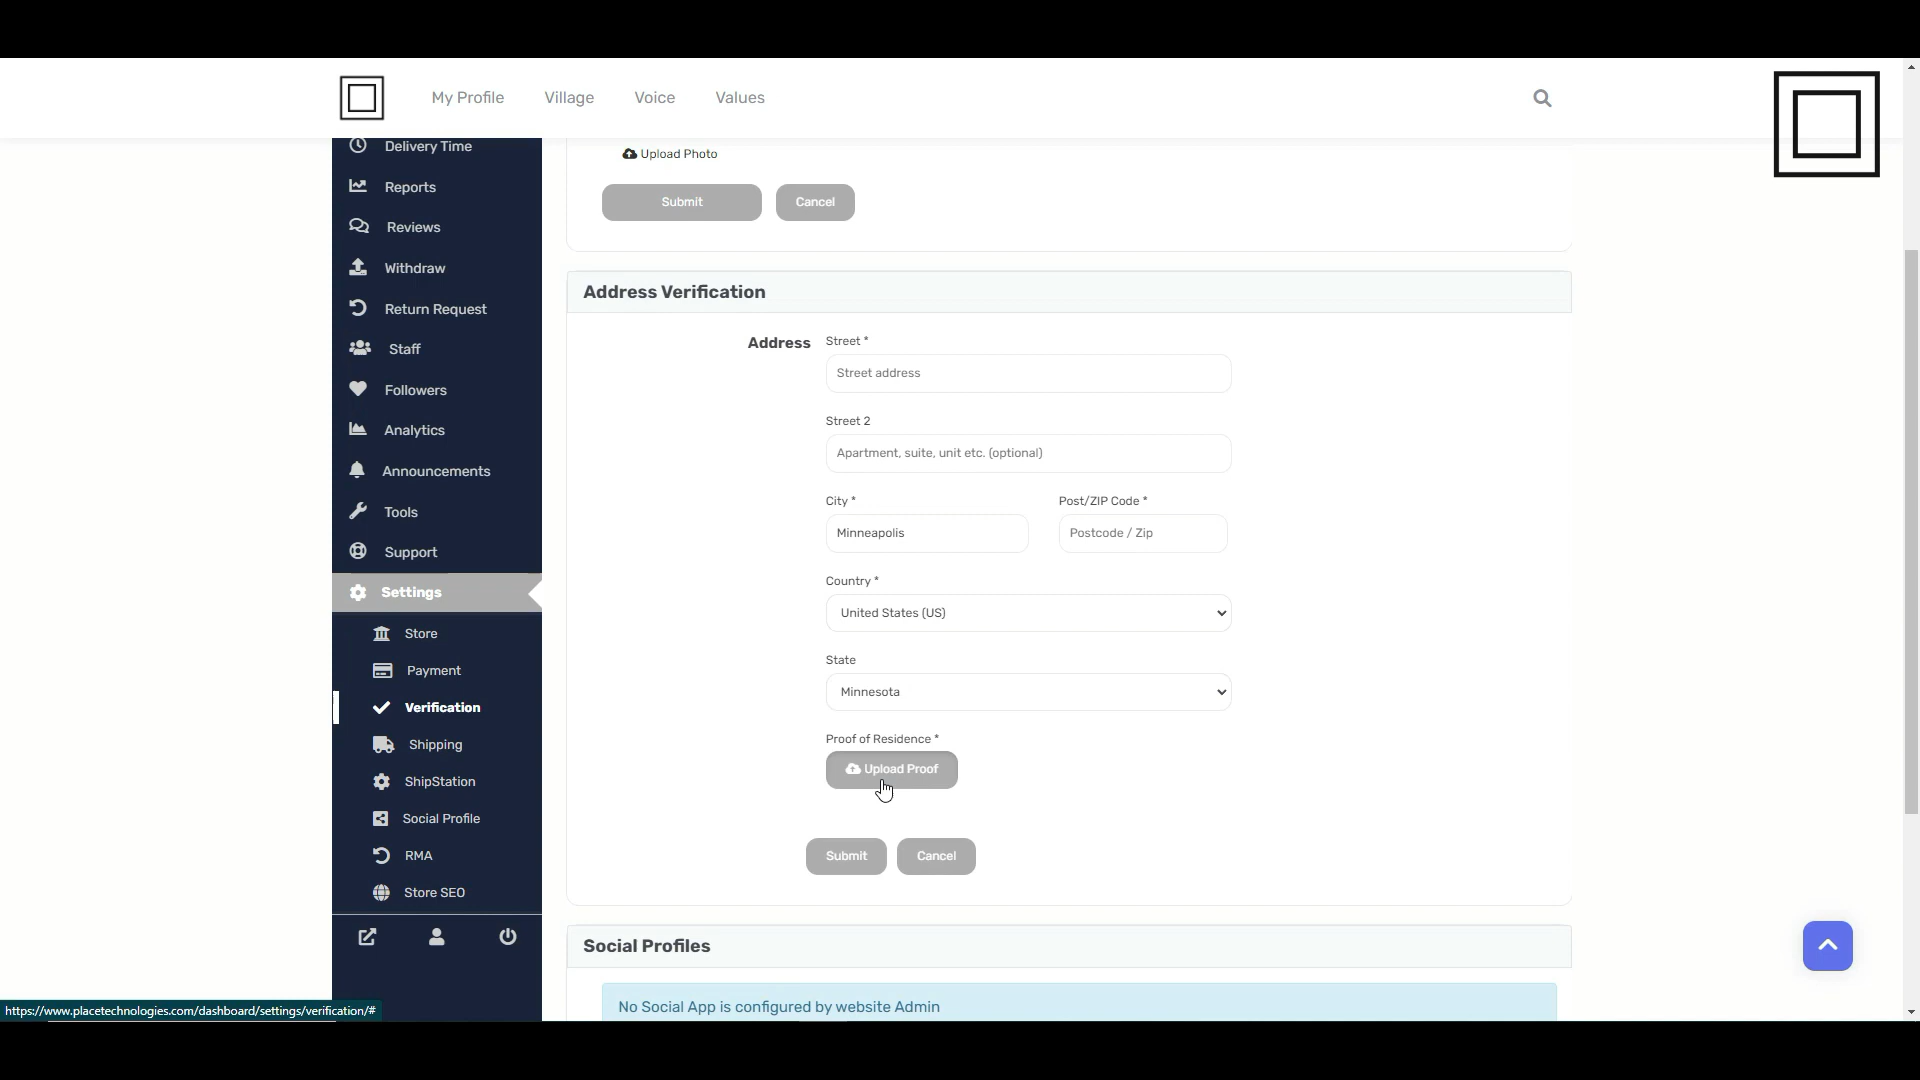 My Profile Village Voice Values
Delivery Time
Reports
Reviews
Withdraw
Return Request
Staff
Followers
Analytics
Announcements
Tools
Support
Settings
Store
Payment
Verification
Shipping
ShipStation
Social Profile
RMA
Store SEO
Upload Photo
Submit Cancel
Address Verification
Address Street *
Street address
Street 2
Apartment, suite, unit etc. (optional)
City * Post/ZIP Code *
Minneapolis Postcode / Zip
Country *
United States (US)
State
Minnesota
Proof of Residence *
Upload Proof
Submit Cancel
Social Profiles
No Social App is configured by website Admin
https://www.placetechnologies.com/dashboard/settings/verification/#